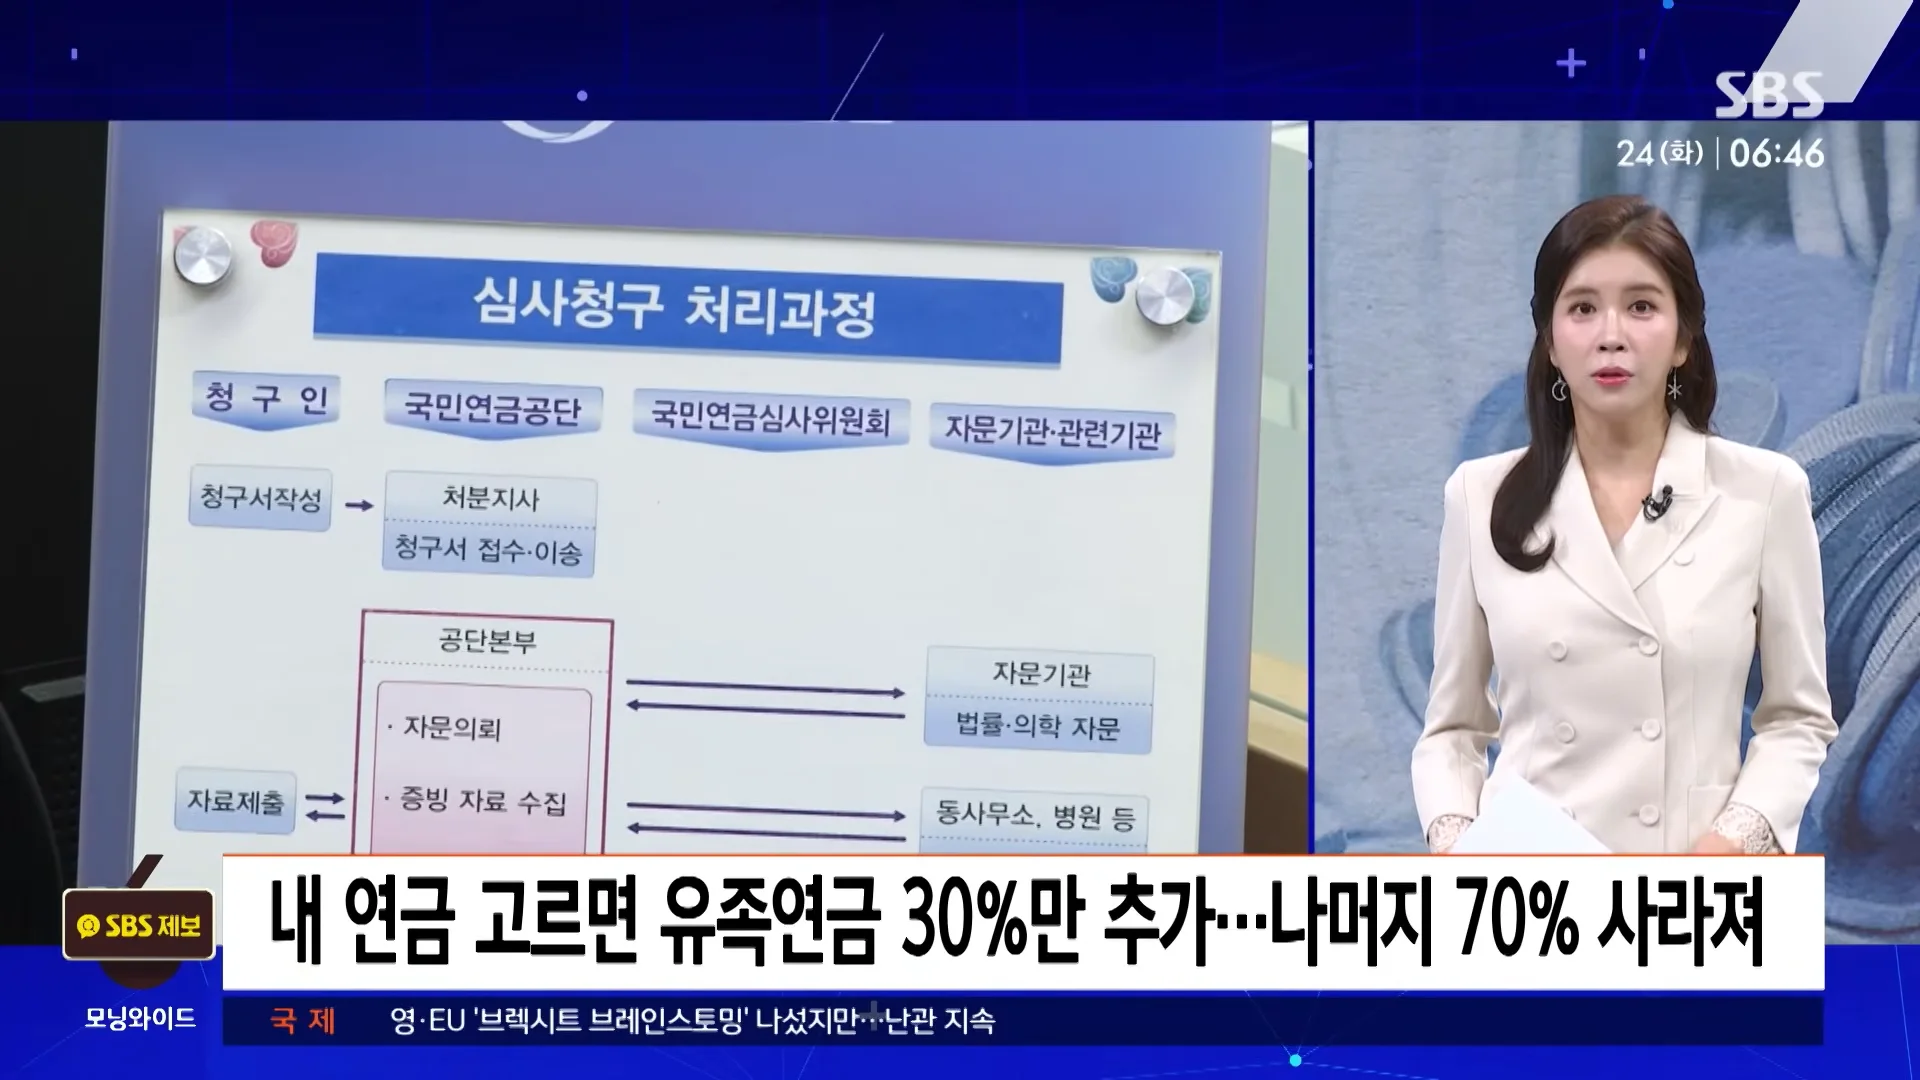 SBS
24(화) | 06:46
심사청구 처리과정
청 구 인
국민연금공단
국민연금심사위원회
자문기관·관련기관
청구서작성
처분지사
청구서 접수·이송
공단본부
자문기관
· 자문의뢰
법률·의학 자문
자료제출
· 증빙 자료 수집
동사무소, 병원 등
SBS 제보
내 연금 고르면 유족연금 30%만 추가…나머지 70% 사라져
모닝와이드
국 제
영·EU '브렉시트 브레인스토밍' 나섰지만…난관 지속